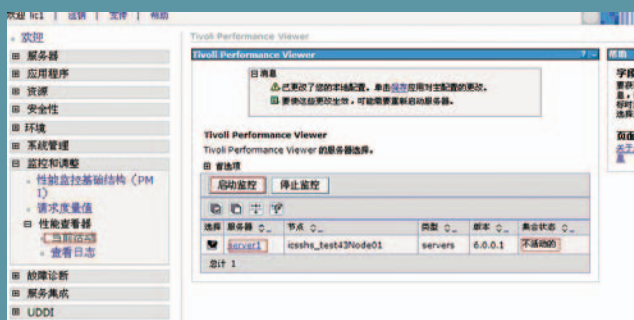 欢迎 hcl | 注销 | 支持 | 帮助
欢迎
服务器
应用程序
资源
安全性
环境
系统管理
监控和调整
性能监控基础结构（PM
I）
请求度量值
性能查看器
当前活动
查看日志
故障诊断
服务集成
UDDI
Tivoli Performance Viewer
Tivoli Performance Viewer
消息
已更改了您的本地配置。单击保存应用对主配置的更改。
要使这些更改生效，可能需要重新启动服务器。
Tivoli Performance Viewer
Tivoli Performance Viewer 的服务器选择。
首选项
启动监控 停止监控
选择 服务器 节点 类型 版本 集合状态
server1 icsshs_test43Node01 servers 6.0.0.1 不活动的
总计 1
帮助
页面
关于